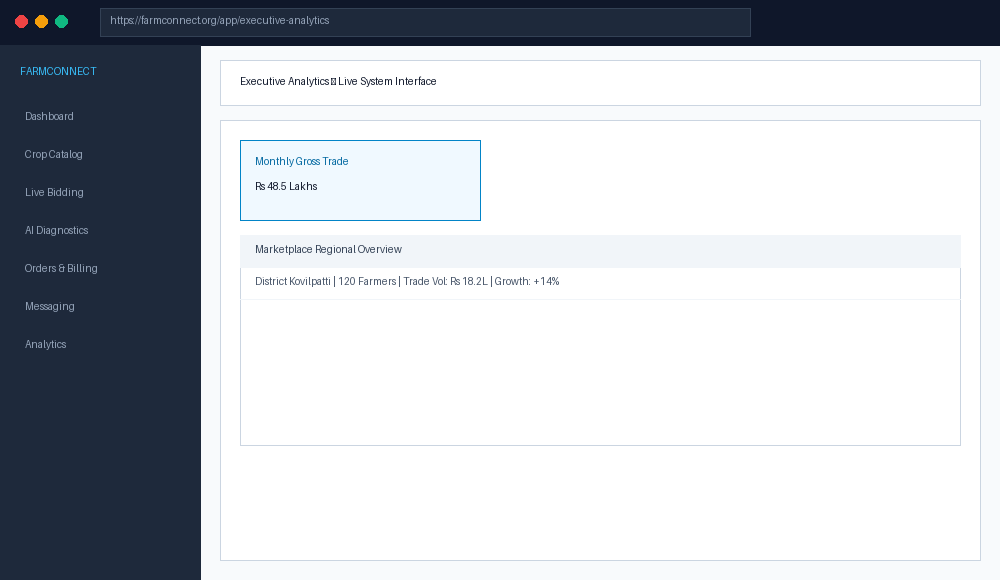 https://farmconnect.org/app/executive-analytics
FARMCONNECT
Dashboard
Crop Catalog
Live Bidding
AI Diagnostics
Orders & Billing
Messaging
Analytics
Executive Analytics ▯ Live System Interface
Monthly Gross Trade
Rs 48.5 Lakhs
Marketplace Regional Overview
District Kovilpatti | 120 Farmers | Trade Vol: Rs 18.2L | Growth: +14%